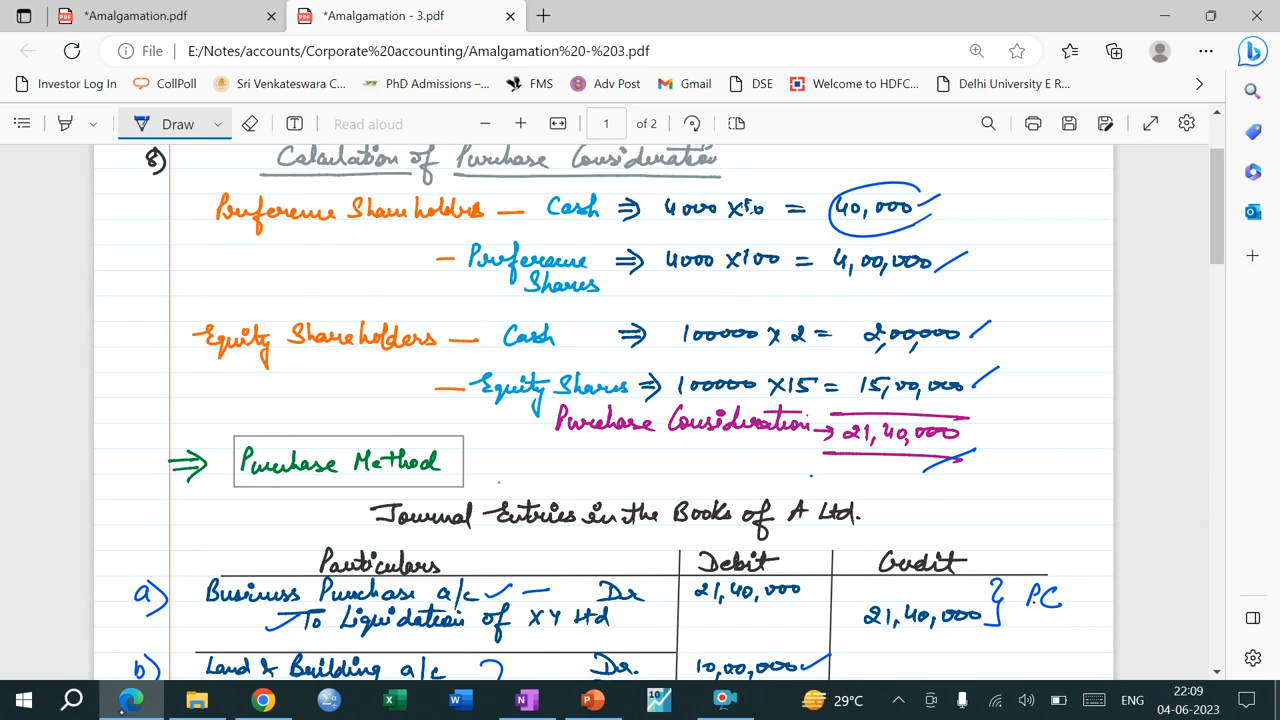 *Amalgamation.pdf
*Amalgamation - 3.pdf
File
E:/Notes/accounts/Corporate%20accounting/Amalgamation%20-%203.pdf
Investor Log In
CollPoll
Sri Venkateswara C...
PhD Admissions –...
FMS
Adv Post
Gmail
DSE
Welcome to HDFC...
Delhi University E R...
Draw
Read aloud
1 of 2
8) Calculation of Purchase Consideration
Preference Shareholders — Cash ⇒ 4000 x 10 = 40,000
— Preference Shares ⇒ 4000 x 100 = 4,00,000
Equity Shareholders — Cash ⇒ 100000 x 2 = 2,00,000
— Equity Shares ⇒ 100000 x 15 = 15,00,000
Purchase Consideration → 21,40,000
⇒ Purchase Method
Journal Entries in the Books of A Ltd.
Particulars Debit Credit
a) Business Purchase a/c — Dr 21,40,000
To Liquidation of XY Ltd 21,40,000 } P.C
b) Land & Building a/c Dr. 10,00,000
29°C
ENG
22:09
04-06-2023